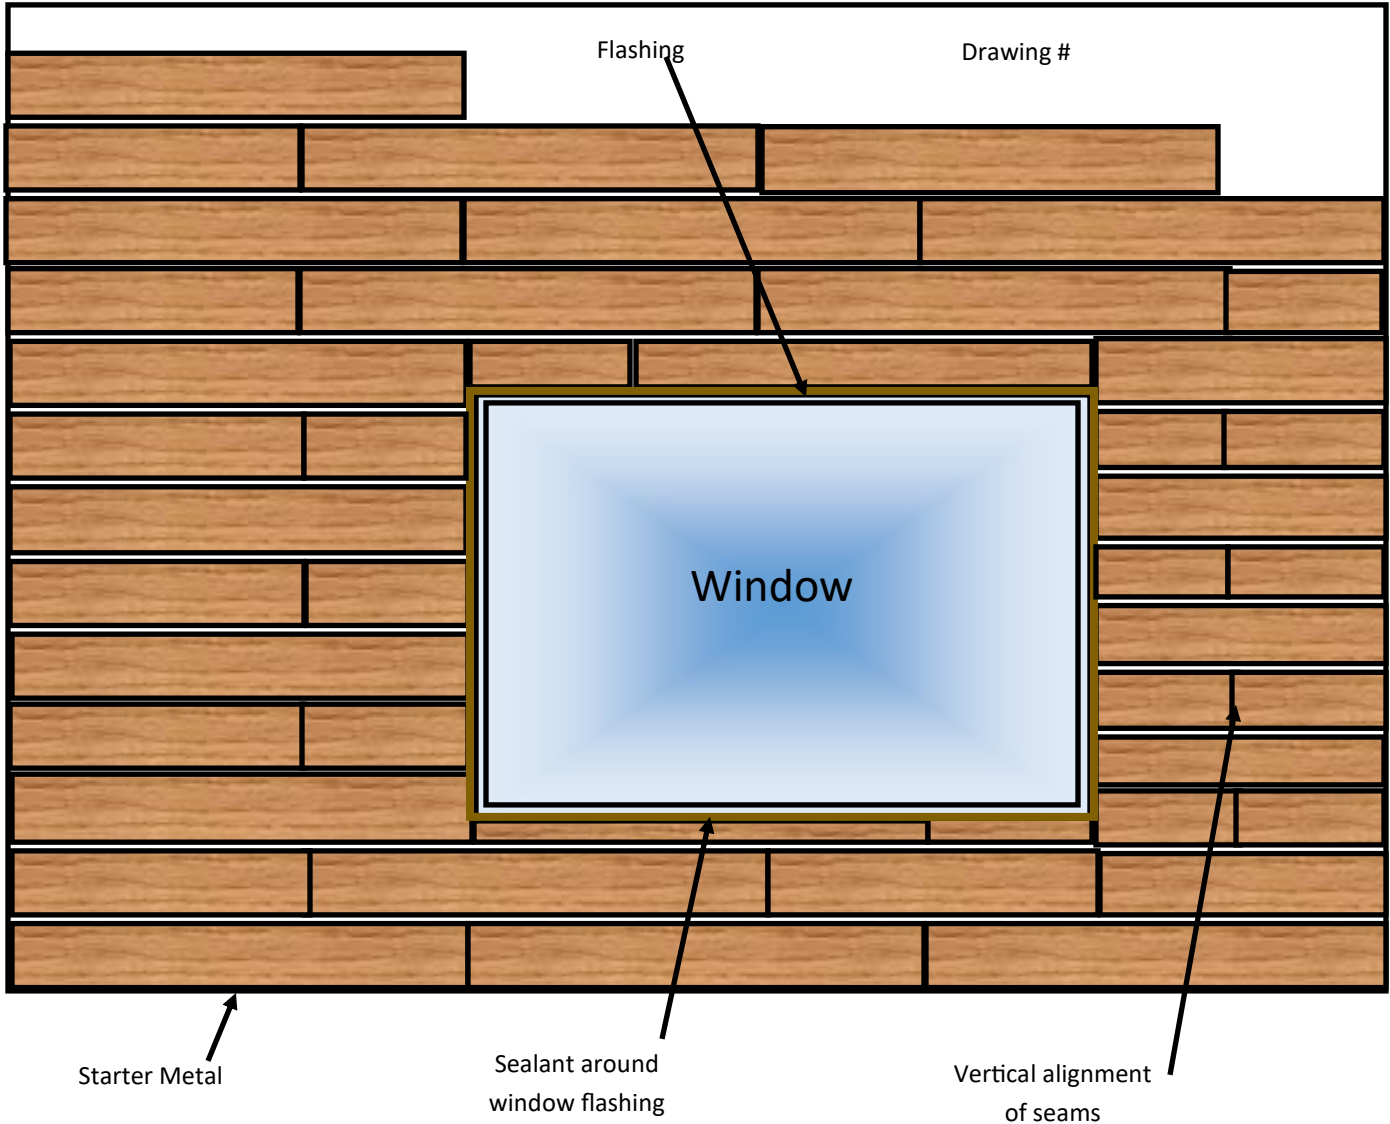 Flashing
Drawing #
Window
Starter Metal
Sealant around
window flashing
Vertical alignment
of seams